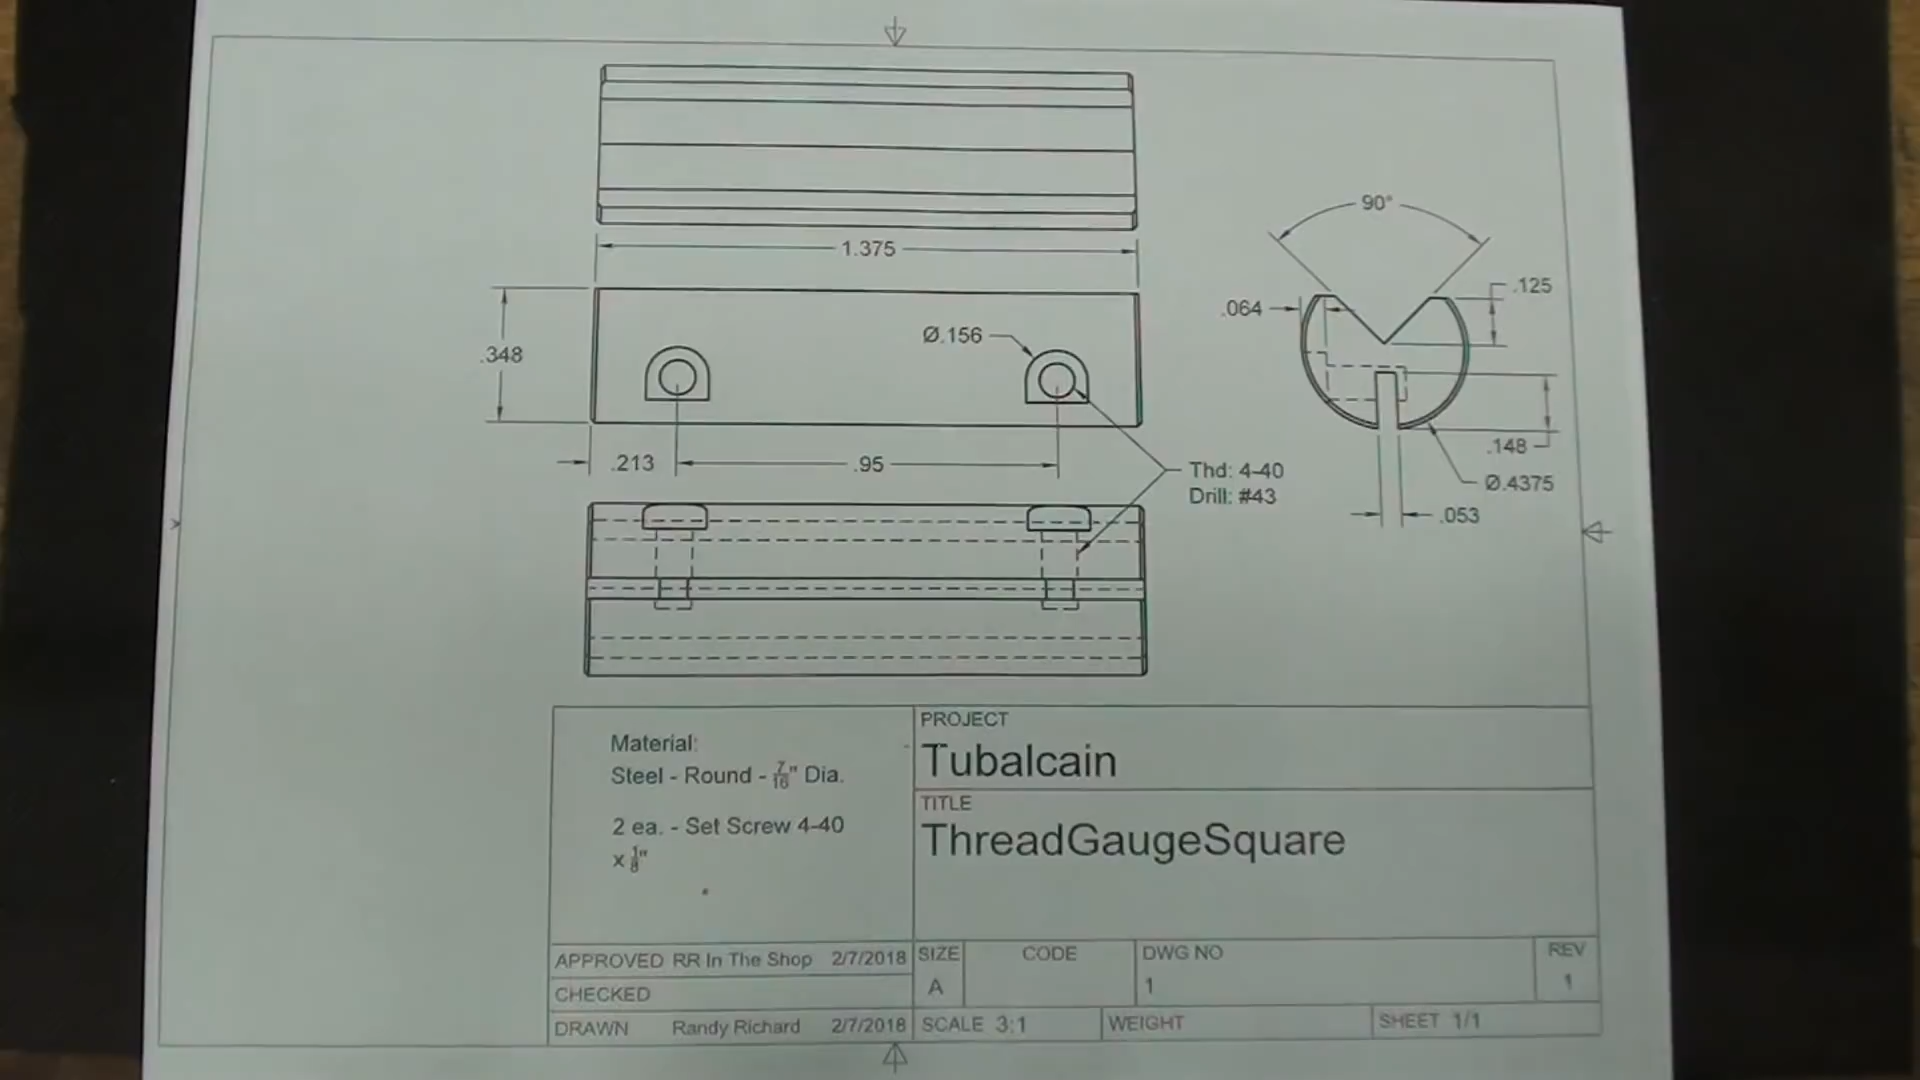 90°
1.375
.125
.064
Ø.156
.348
.148
.213
.95
Thd: 4-40
Drill: #43
Ø.4375
.053
Material:
Steel - Round - 7/16" Dia.
2 ea. - Set Screw 4-40
x 1/8"
PROJECT
Tubalcain
TITLE
ThreadGaugeSquare
APPROVED RR In The Shop 2/7/2018
CHECKED
DRAWN Randy Richard 2/7/2018
SIZE
A
CODE
DWG NO
1
REV
1
SCALE 3:1
WEIGHT
SHEET 1/1